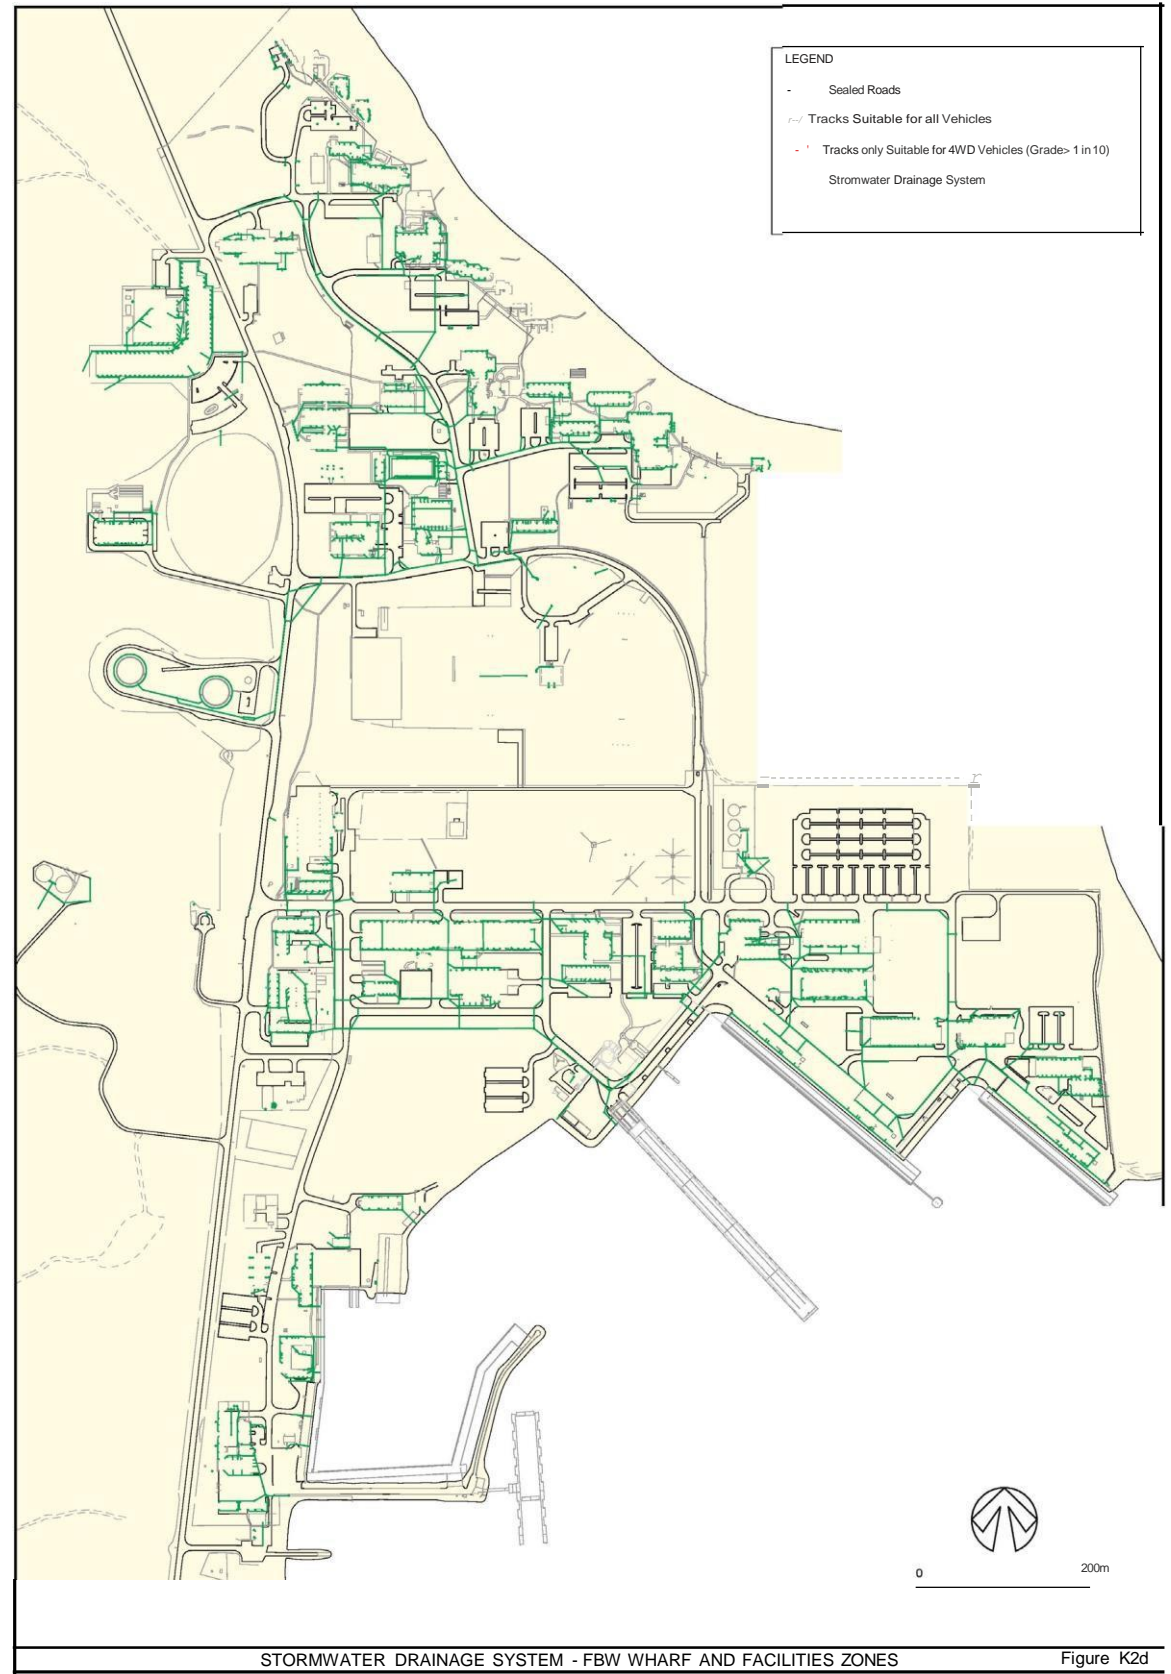 LEGEND
- Sealed Roads
Tracks Suitable for all Vehicles
- ' Tracks only Suitable for 4WD Vehicles (Grade> 1 in 10)
Stromwater Drainage System
0 200m
STORMWATER DRAINAGE SYSTEM - FBW WHARF AND FACILITIES ZONES Figure K2d